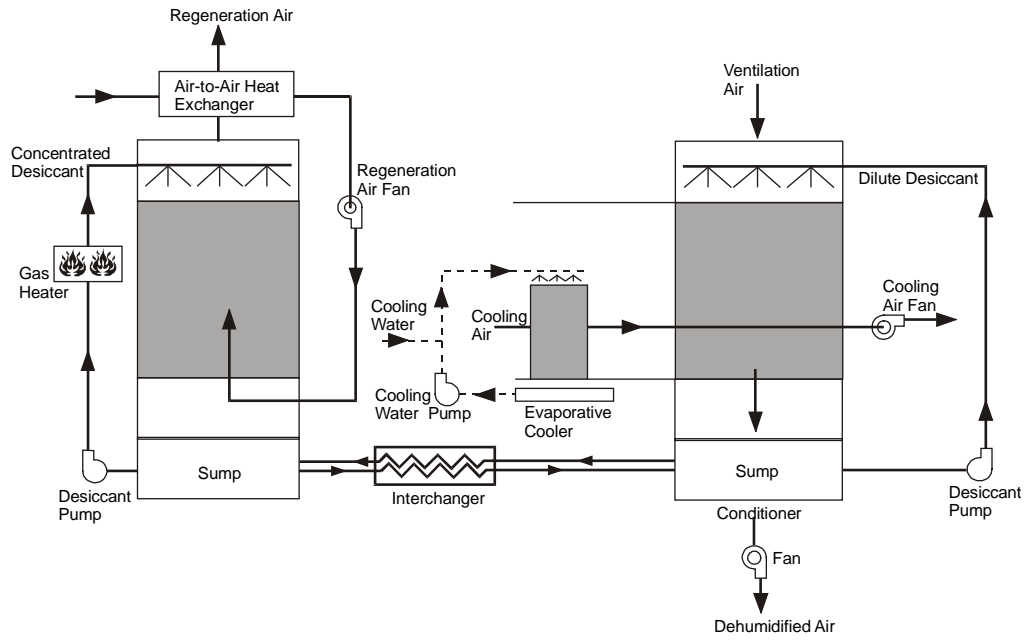 Regeneration Air
Air-to-Air Heat
Exchanger
Ventilation
Air
Concentrated
Desiccant
Regeneration
Air Fan
Dilute Desiccant
Gas
Heater
Cooling
Water
Cooling
Air
Cooling
Air Fan
Cooling
Water
Pump
Evaporative
Cooler
Sump
Sump
Desiccant
Pump
Interchanger
Desiccant
Pump
Conditioner
Fan
Dehumidified Air